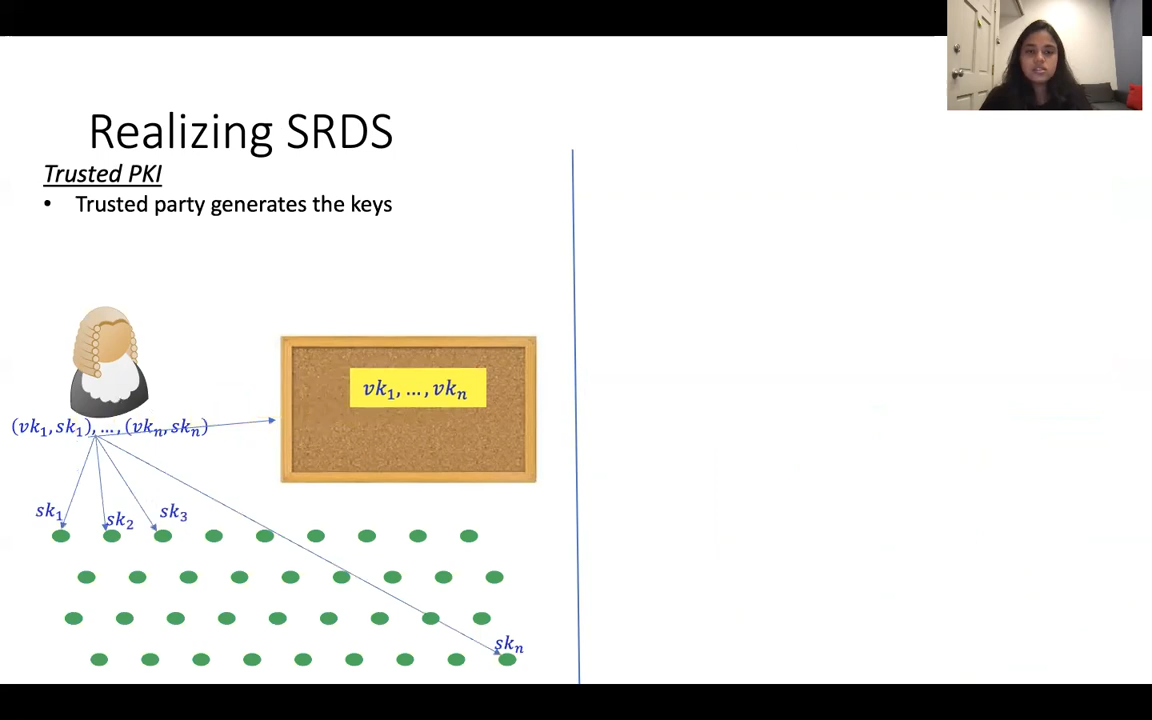 Realizing SRDS
Trusted PKI
• Trusted party generates the keys
vk₁, …, vkₙ
(vk₁, sk₁), …, (vkₙ, skₙ)
sk₁
sk₂
sk₃
skₙ